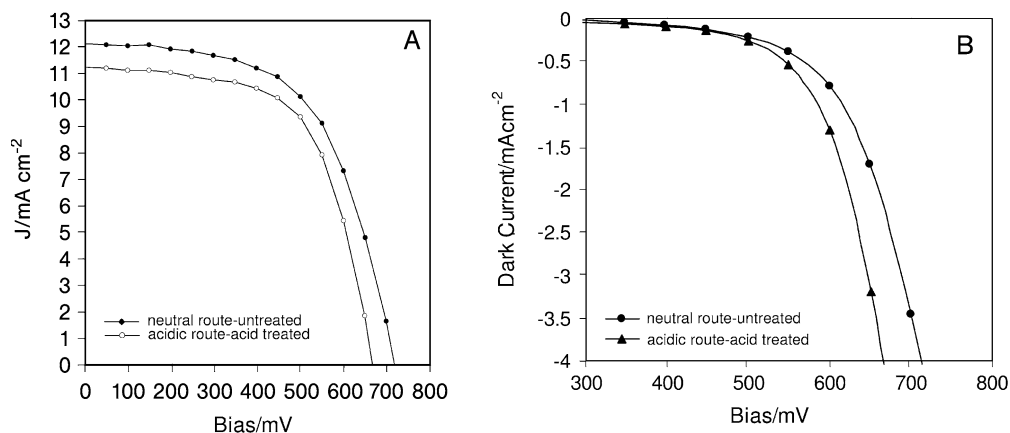 A
13
12
11
10
9
8
7
6
5
4
3
2
1
0
J/mA cm-2
neutral route-untreated
acidic route-acid treated
0 100 200 300 400 500 600 700 800
Bias/mV
B
0
-0.5
-1
-1.5
-2
-2.5
-3
-3.5
-4
Dark Current/mAcm-2
neutral route-untreated
acidic route-acid treated
300 400 500 600 700 800
Bias/mV